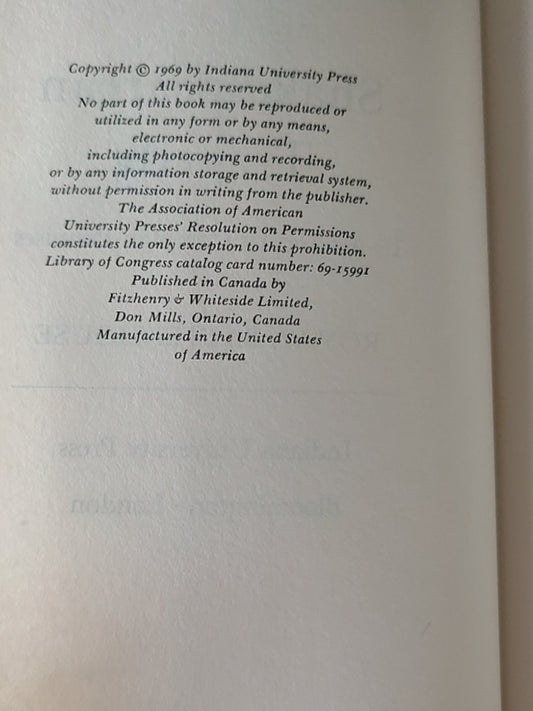 Copyright © 1969 by Indiana University Press
All rights reserved
No part of this book may be reproduced or
utilized in any form or by any means,
electronic or mechanical,
including photocopying and recording,
or by any information storage and retrieval system,
without permission in writing from the publisher.
The Association of American
University Presses' Resolution on Permissions
constitutes the only exception to this prohibition.
Library of Congress catalog card number: 69-15991
Published in Canada by
Fitzhenry & Whiteside Limited,
Don Mills, Ontario, Canada
Manufactured in the United States
of America